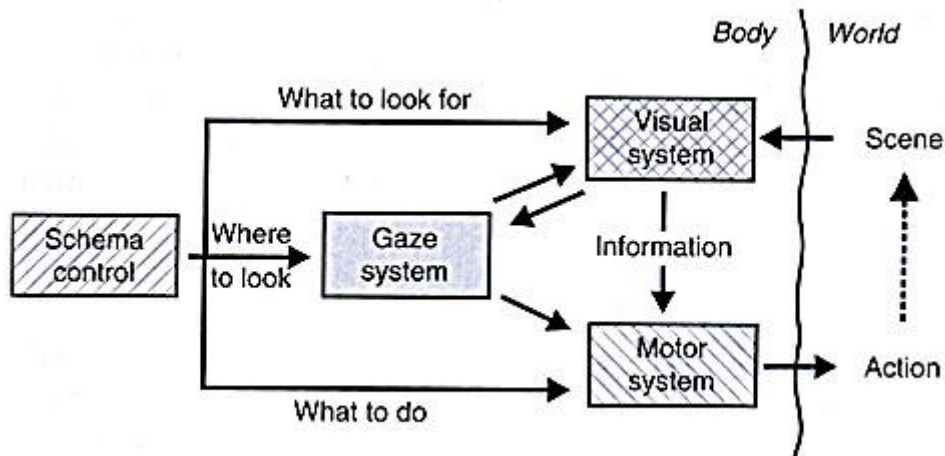 Body
World
What to look for
Visual
system
Scene
Schema
control
Where
to look
Gaze
system
Information
Motor
system
Action
What to do